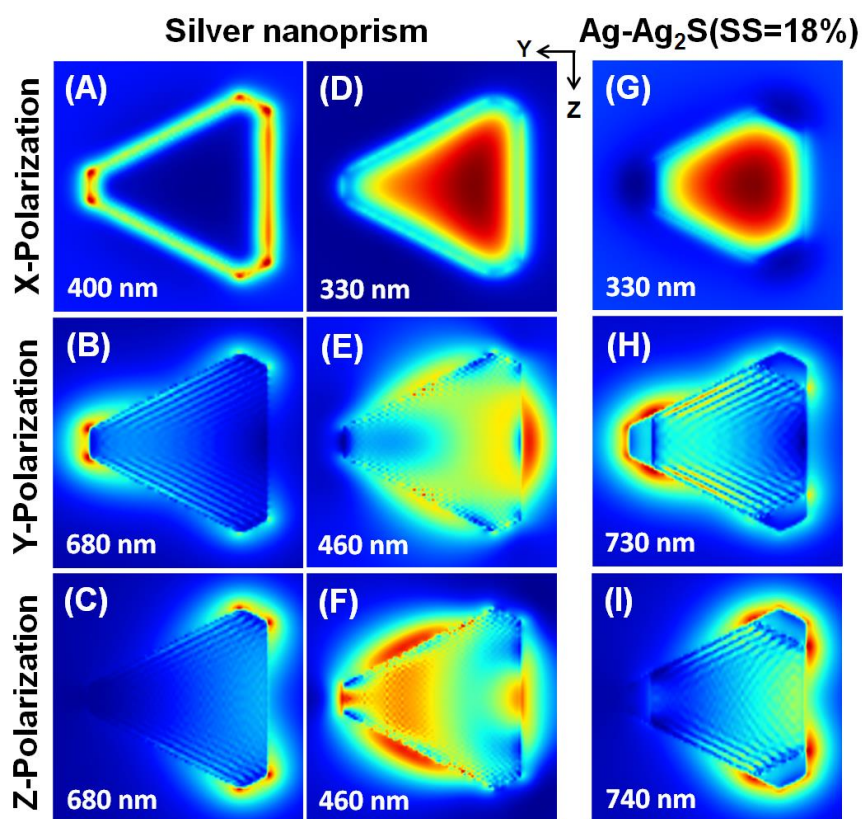 Silver nanoprism
Ag-Ag₂S(SS=18%)
Y
Z
X-Polarization
(A)
400 nm
(D)
330 nm
(G)
330 nm
Y-Polarization
(B)
680 nm
(E)
460 nm
(H)
730 nm
Z-Polarization
(C)
680 nm
(F)
460 nm
(I)
740 nm